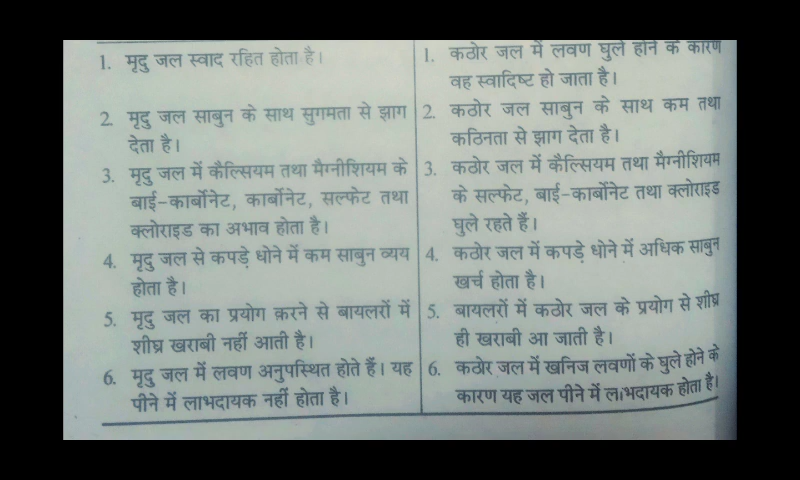 1. मृदु जल स्वाद रहित होता है।
2. मृदु जल साबुन के साथ सुगमता से झाग
देता है।
3. मृदु जल में कैल्सियम तथा मैग्नीशियम के
बाई-कार्बोनेट, कार्बोनेट, सल्फेट तथा
क्लोराइड का अभाव होता है।
4. मृदु जल से कपड़े धोने में कम साबुन व्यय
होता है।
5. मृदु जल का प्रयोग करने से बायलरों में
शीघ्र खराबी नहीं आती है।
6. मृदु जल में लवण अनुपस्थित होते हैं। यह
पीने में लाभदायक नहीं होता है।
1. कठोर जल में लवण घुले होने के कारण
वह स्वादिष्ट हो जाता है।
2. कठोर जल साबुन के साथ कम तथा
कठिनता से झाग देता है।
3. कठोर जल में कैल्सियम तथा मैग्नीशियम
के सल्फेट, बाई-कार्बोनेट तथा क्लोराइड
घुले रहते हैं।
4. कठोर जल में कपड़े धोने में अधिक साबुन
खर्च होता है।
5. बायलरों में कठोर जल के प्रयोग से शीघ्र
ही खराबी आ जाती है।
6. कठोर जल में खनिज लवणों के घुले होने के
कारण यह जल पीने में लाभदायक होता है।